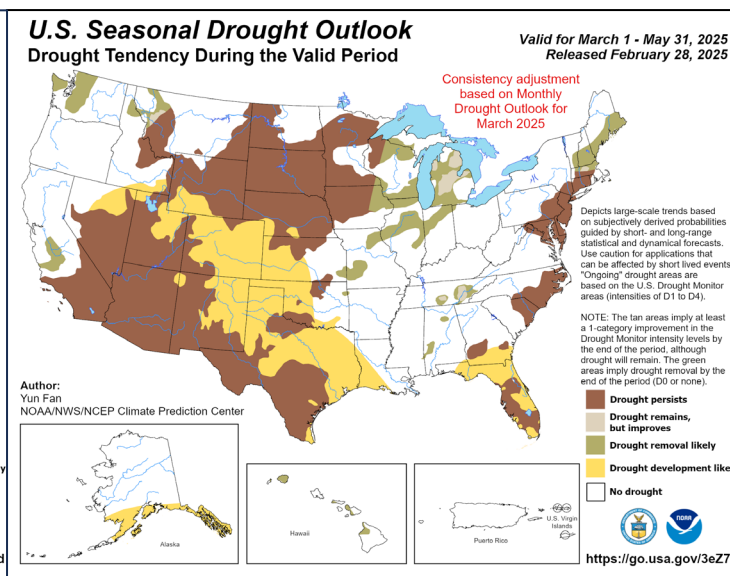 U.S. Seasonal Drought Outlook
Drought Tendency During the Valid Period
Valid for March 1 - May 31, 2025
Released February 28, 2025
Consistency adjustment
based on Monthly
Drought Outlook for
March 2025
Depicts large-scale trends based
on subjectively derived probabilities
guided by short- and long-range
statistical and dynamical forecasts.
Use caution for applications that
can be affected by short lived events
"Ongoing" drought areas are
based on the U.S. Drought Monitor
areas (intensities of D1 to D4).
NOTE: The tan areas imply at least
a 1-category improvement in the
Drought Monitor intensity levels by
the end of the period, although
drought will remain. The green
areas imply drought removal by the
end of the period (D0 or none).
Author:
Yun Fan
NOAA/NWS/NCEP Climate Prediction Center
Drought persists
Drought remains,
but improves
Drought removal likely
Drought development like
No drought
Alaska
Hawaii
Puerto Rico
U.S. Virgin
Islands
NOAA
https://go.usa.gov/3eZ7